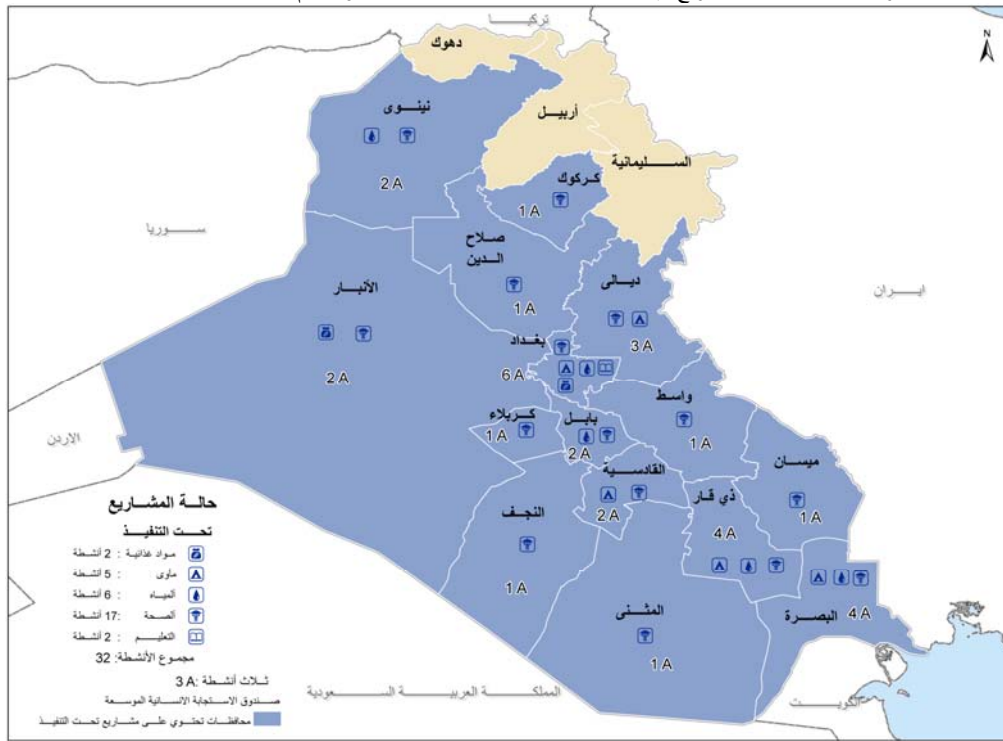 تركيا
N
دهوك
نينوى
أربيل
السليمانية
2 A
كركوك
1 A
سوريا
صلاح
الدين
1 A
ديالى
3 A
ايران
الأنبار
2 A
بغداد
6 A
واسط
1 A
كربلاء
1 A
بابل
2 A
ميسان
1 A
الاردن
القادسية
2 A
ذي قار
4 A
النجف
1 A
البصرة
4 A
المثنى
1 A
المملكة العربية السعودية
الكويت
حالة المشاريع
تحت التنفيذ
مواد غذائية : 2 أنشطة
ماوى : 5 أنشطة
ألمياه : 6 أنشطة
ألصحة :17 أنشطة
التعليم : 2 أنشطة
مجموع الأنشطة: 32
ثلاث أنشطة :3 A
صندوق الاستجابة الانسانية الموسعة
محافظات تحتوي على مشاريع تحت التنفيذ